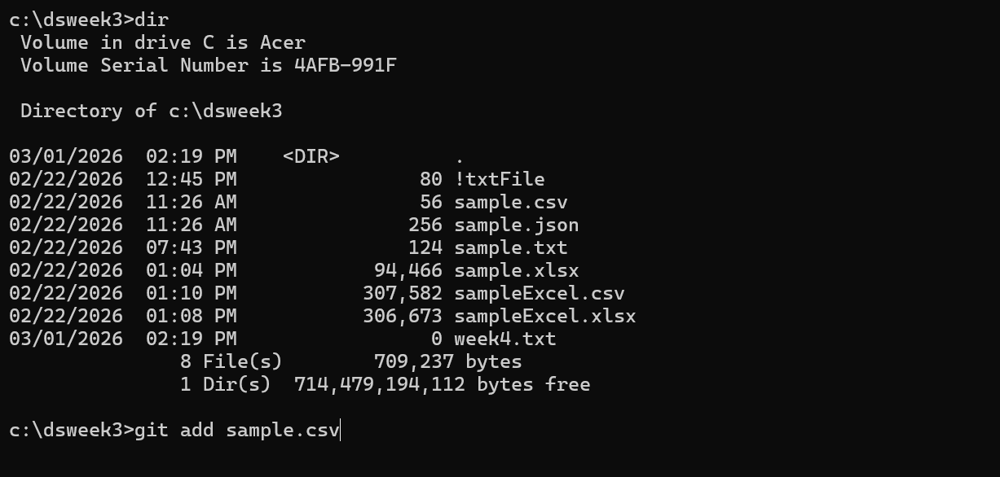 c:\dsweek3>dir
 Volume in drive C is Acer
 Volume Serial Number is 4AFB-991F

 Directory of c:\dsweek3

03/01/2026  02:19 PM    <DIR>          .
02/22/2026  12:45 PM                80 !txtFile
02/22/2026  11:26 AM                56 sample.csv
02/22/2026  11:26 AM               256 sample.json
02/22/2026  07:43 PM               124 sample.txt
02/22/2026  01:04 PM            94,466 sample.xlsx
02/22/2026  01:10 PM           307,582 sampleExcel.csv
02/22/2026  01:08 PM           306,673 sampleExcel.xlsx
03/01/2026  02:19 PM                 0 week4.txt
               8 File(s)        709,237 bytes
               1 Dir(s)  714,479,194,112 bytes free

c:\dsweek3>git add sample.csv